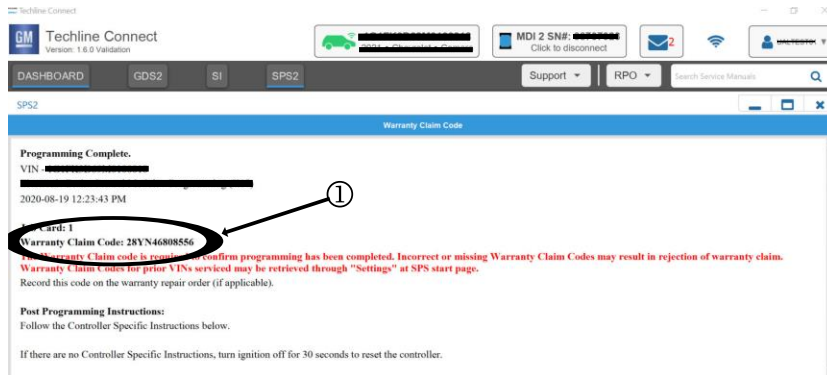 Techline Connect
GM
Techline Connect
Version: 1.6.0 Validation
MDI 2 SN#:
Click to disconnect
2
DASHBOARD GDS2 SI SPS2 Support RPO Search Service Manuals
SPS2
Warranty Claim Code
Programming Complete.
VIN -
2020-08-19 12:23:43 PM
1
Card: 1
Warranty Claim Code: 28YN46808556
Warranty Claim code is required to confirm programming has been completed. Incorrect or missing Warranty Claim Codes may result in rejection of warranty claim.
Warranty Claim Codes for prior VINs serviced may be retrieved through "Settings" at SPS start page.
Record this code on the warranty repair order (if applicable).
Post Programming Instructions:
Follow the Controller Specific Instructions below.
If there are no Controller Specific Instructions, turn ignition off for 30 seconds to reset the controller.